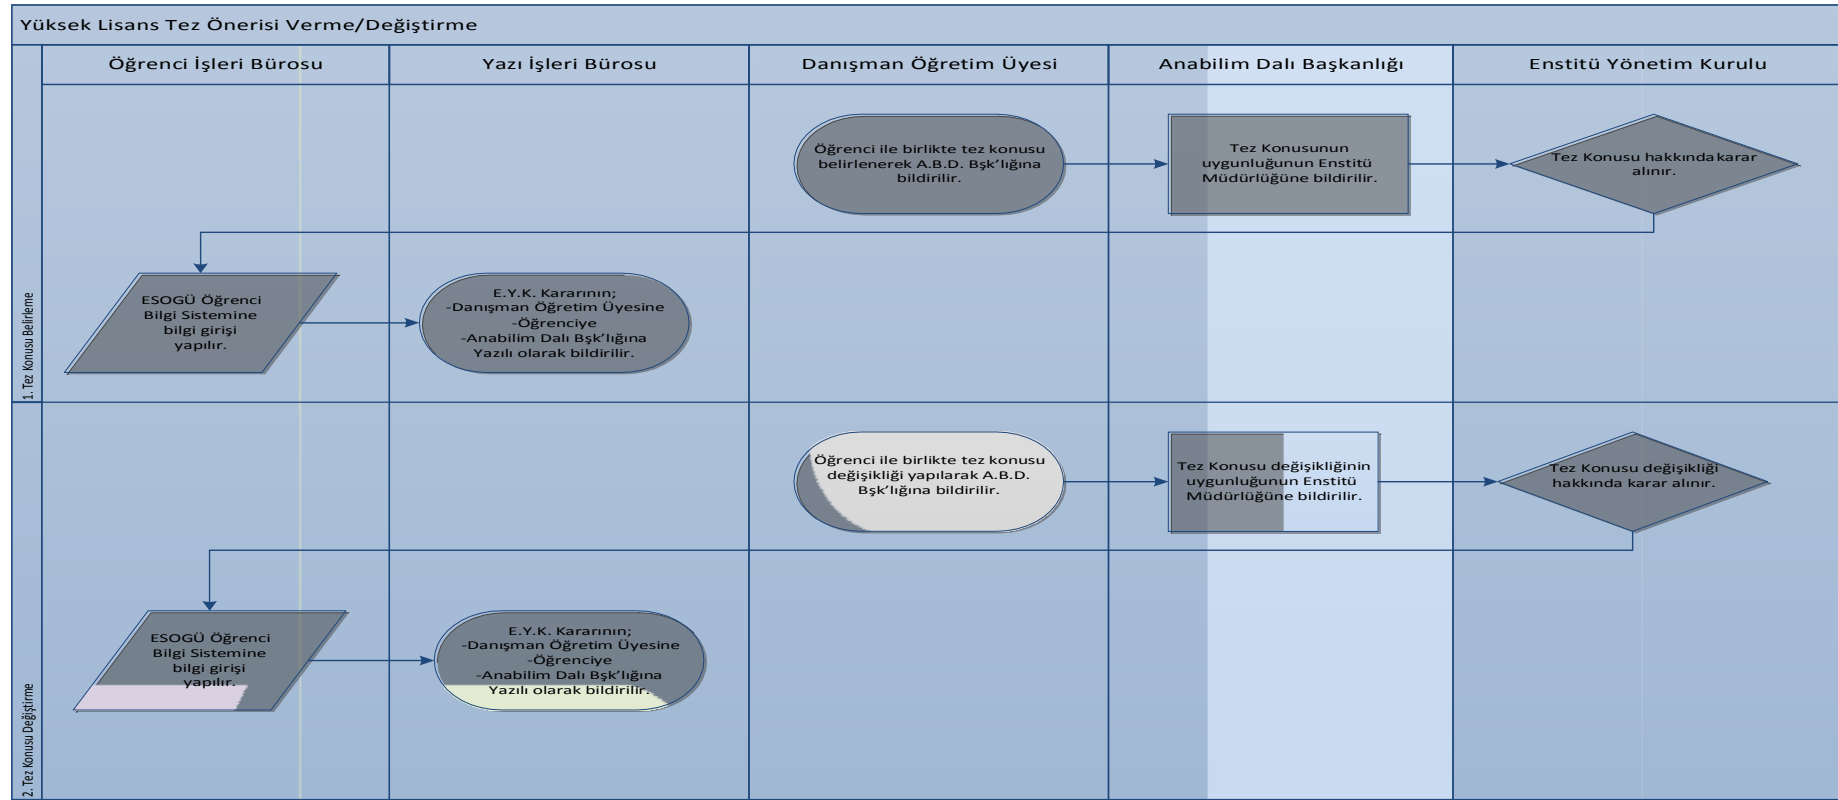 Yüksek Lisans Tez Önerisi Verme/Değiştirme
Öğrenci İşleri Bürosu
Yazı İşleri Bürosu
Danışman Öğretim Üyesi
Anabilim Dalı Başkanlığı
Enstitü Yönetim Kurulu
1. Tez Konusu Belirleme
Öğrenci ile birlikte tez konusu
belirlenerek A.B.D. Bşk’lığına
bildirilir.
Tez Konusunun
uygunluğunun Enstitü
Müdürlüğüne bildirilir.
Tez Konusu hakkında karar
alınır.
ESOGÜ Öğrenci
Bilgi Sistemine
bilgi girişi
yapılır.
E.Y.K. Kararının;
-Danışman Öğretim Üyesine
-Öğrenciye
-Anabilim Dalı Bşk’lığına
Yazılı olarak bildirilir.
2. Tez Konusu Değiştirme
Öğrenci ile birlikte tez konusu
değişikliği yapılarak A.B.D.
Bşk’lığına bildirilir.
Tez Konusu değişikliğinin
uygunluğunun Enstitü
Müdürlüğüne bildirilir.
Tez Konusu değişikliği
hakkında karar alınır.
ESOGÜ Öğrenci
Bilgi Sistemine
bilgi girişi
yapılır.
E.Y.K. Kararının;
-Danışman Öğretim Üyesine
-Öğrenciye
-Anabilim Dalı Bşk’lığına
Yazılı olarak bildirilir.